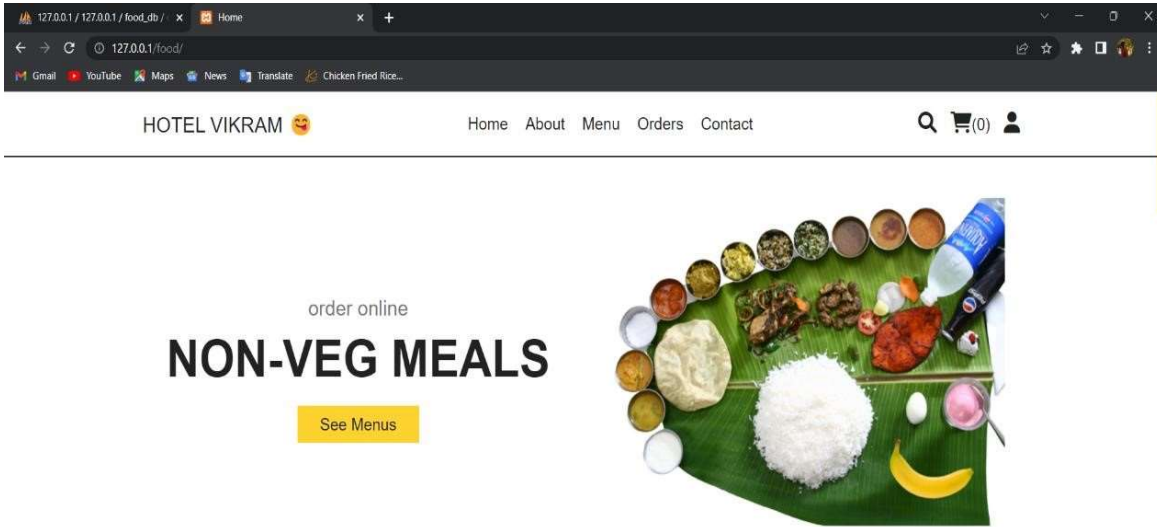 127.0.0.1 / 127.0.0.1 / food_db /
Home
127.0.0.1/food/
Gmail YouTube Maps News Translate Chicken Fried Rice...
HOTEL VIKRAM 😋 Home About Menu Orders Contact (0)
order online
NON-VEG MEALS
See Menus